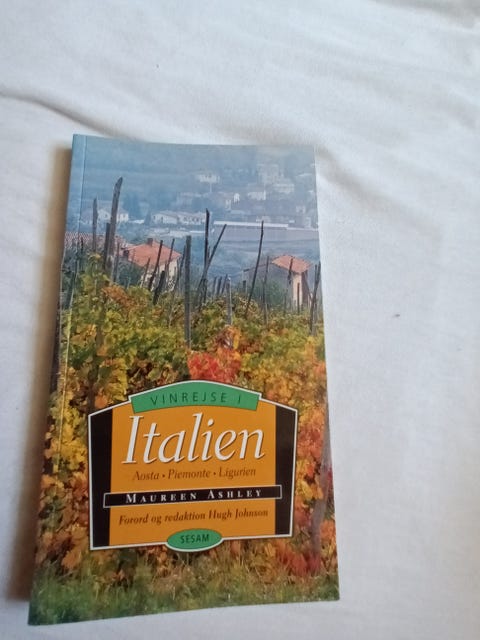 VINREJSE I
Italien
Aosta • Piemonte • Ligurien
MAUREEN ASHLEY
Forord og redaktion Hugh Johnson
SESAM